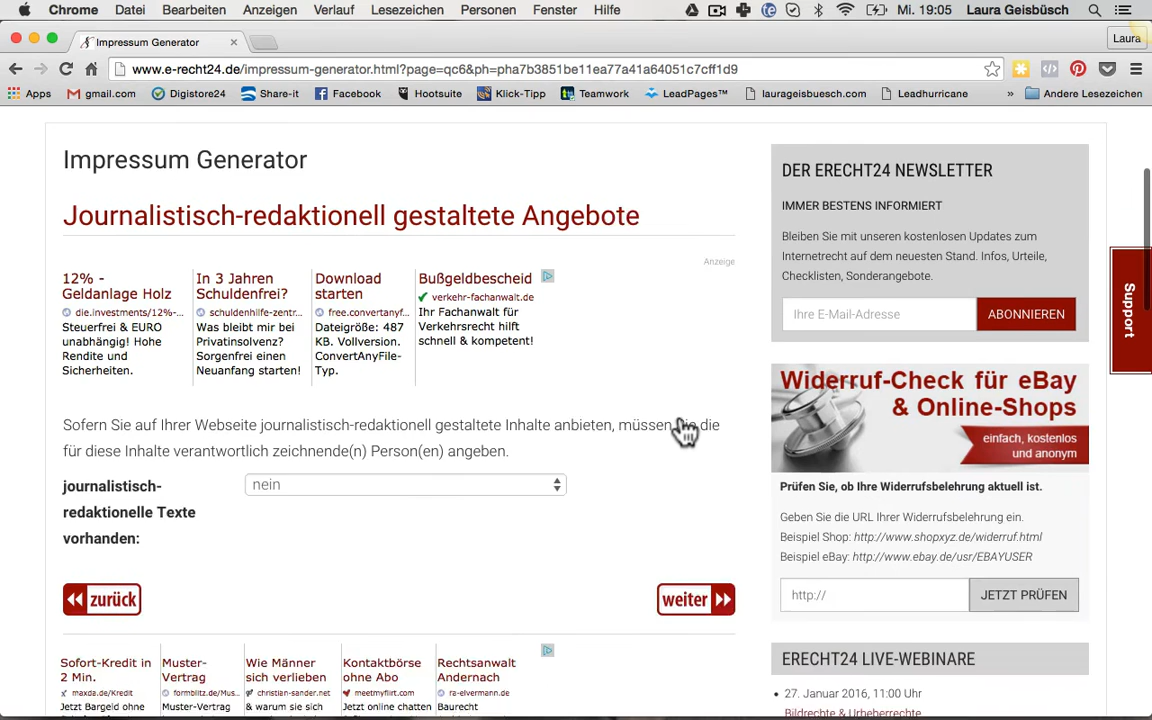 Chrome Datei Bearbeiten Anzeigen Verlauf Lesezeichen Personen Fenster Hilfe Mi. 19:05 Laura Geisbüsch
Impressum Generator
Laura
www.e-recht24.de/impressum-generator.html?page=qc6&ph=pha7b3851be11ea77a41a64051c7cff1d9
Apps gmail.com Digistore24 Share-it Facebook Hootsuite Klick-Tipp Teamwork LeadPages™ laurageisbuesch.com Leadhurricane » Andere Lesezeichen
Impressum Generator
Journalistisch-redaktionell gestaltete Angebote
Anzeige
12% -
Geldanlage Holz
die.investments/12%-...
Steuerfrei & EURO
unabhängig! Hohe
Rendite und
Sicherheiten.
In 3 Jahren
Schuldenfrei?
schuldenhilfe-zentr...
Was bleibt mir bei
Privatinsolvenz?
Sorgenfrei einen
Neuanfang starten!
Download
starten
free.convertanyf...
Dateigröße: 487
KB. Vollversion.
ConvertAnyFile-
Typ.
Bußgeldbescheid
verkehr-fachanwalt.de
Ihr Fachanwalt für
Verkehrsrecht hilft
schnell & kompetent!
Sofern Sie auf Ihrer Webseite journalistisch-redaktionell gestaltete Inhalte anbieten, müssen die
für diese Inhalte verantwortlich zeichnende(n) Person(en) angeben.
journalistisch-
redaktionelle Texte
vorhanden:
nein
zurück
weiter
Sofort-Kredit in
2 Min.
maxda.de/Kredit
Jetzt Bargeld ohne
Muster-
Vertrag
formblitz.de/Mus...
Muster-Vertrag
Wie Männer
sich verlieben
christian-sander.net
& warum sie sich
Kontaktbörse
ohne Abo
meetmyflirt.com
Jetzt online chatten
Rechtsanwalt
Andernach
ra-elvermann.de
Baurecht
DER ERECHT24 NEWSLETTER
IMMER BESTENS INFORMIERT
Bleiben Sie mit unseren kostenlosen Updates zum
Internetrecht auf dem neuesten Stand. Infos, Urteile,
Checklisten, Sonderangebote.
Ihre E-Mail-Adresse
ABONNIEREN
Support
Widerruf-Check für eBay
& Online-Shops
einfach, kostenlos
und anonym
Prüfen Sie, ob Ihre Widerrufsbelehrung aktuell ist.
Geben Sie die URL Ihrer Widerrufsbelehrung ein.
Beispiel Shop: http://www.shopxyz.de/widerruf.html
Beispiel eBay: http://www.ebay.de/usr/EBAYUSER
http://
JETZT PRÜFEN
ERECHT24 LIVE-WEBINARE
27. Januar 2016, 11:00 Uhr
Bildrechte & Urheberrechte